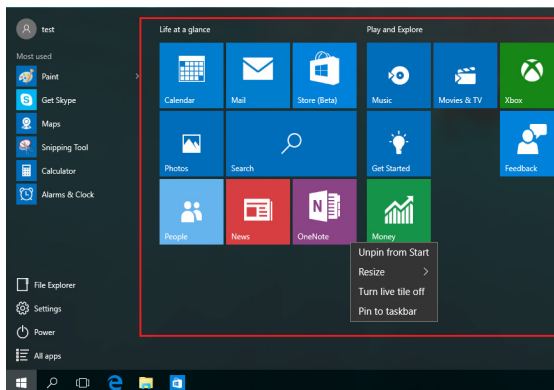 test
Most used
Paint
Get Skype
Maps
Snipping Tool
Calculator
Alarms & Clock
File Explorer
Settings
Power
All apps
Life at a glance
Calendar
Mail
Store (Beta)
Photos
Search
People
News
OneNote
Play and Explore
Music
Movies & TV
Xbox
Get Started
Feedback
Money
Unpin from Start
Resize
Turn live tile off
Pin to taskbar